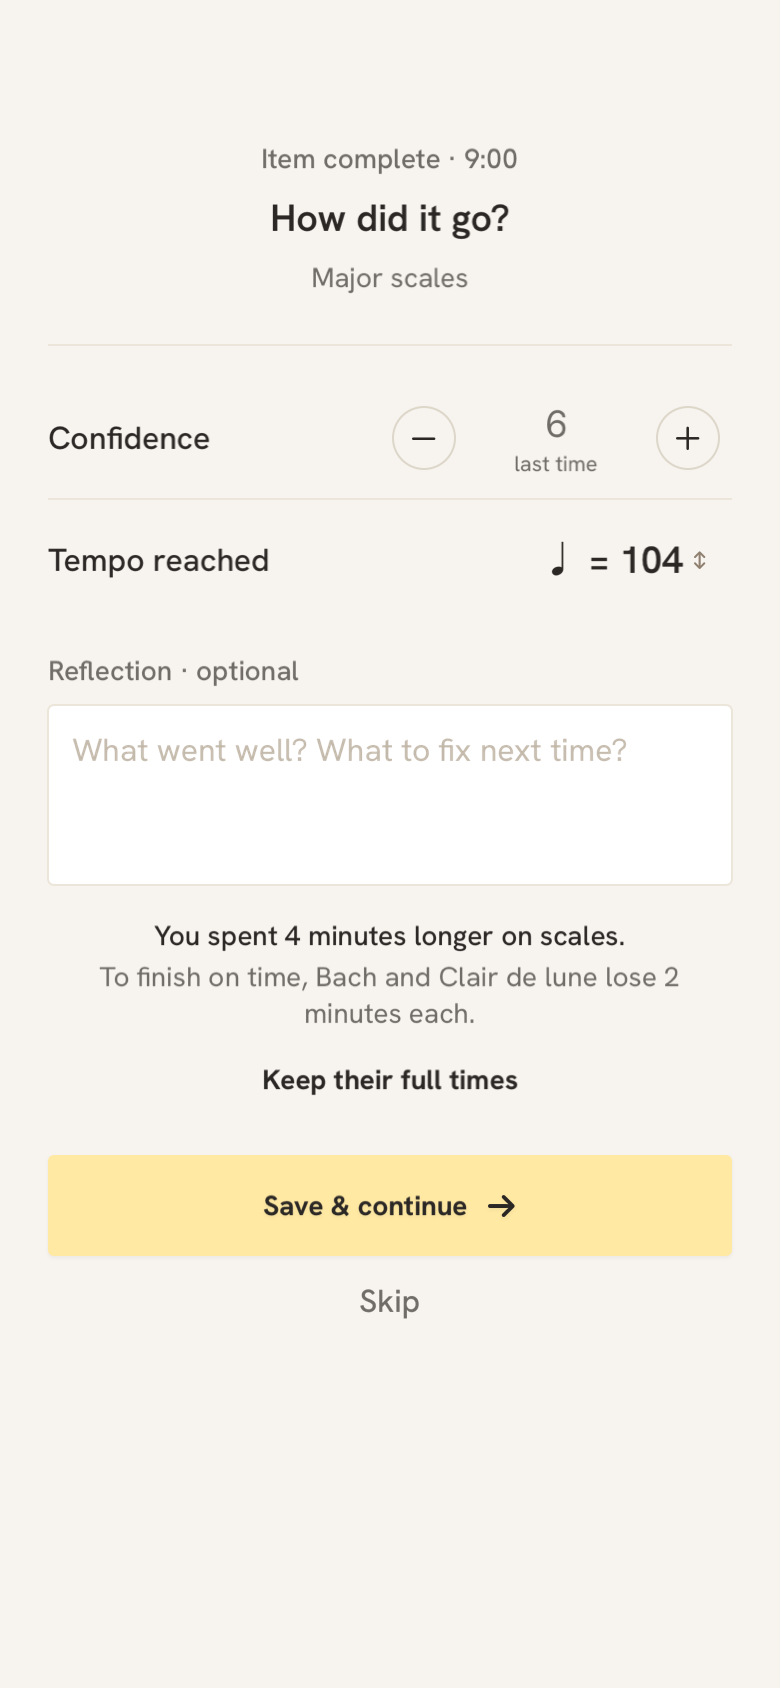 Item complete · 9:00
How did it go?
Major scales
Confidence
6
last time
Tempo reached
♩ = 104
Reflection · optional
What went well? What to fix next time?
You spent 4 minutes longer on scales.
To finish on time, Bach and Clair de lune lose 2
minutes each.
Keep their full times
Save & continue →
Skip